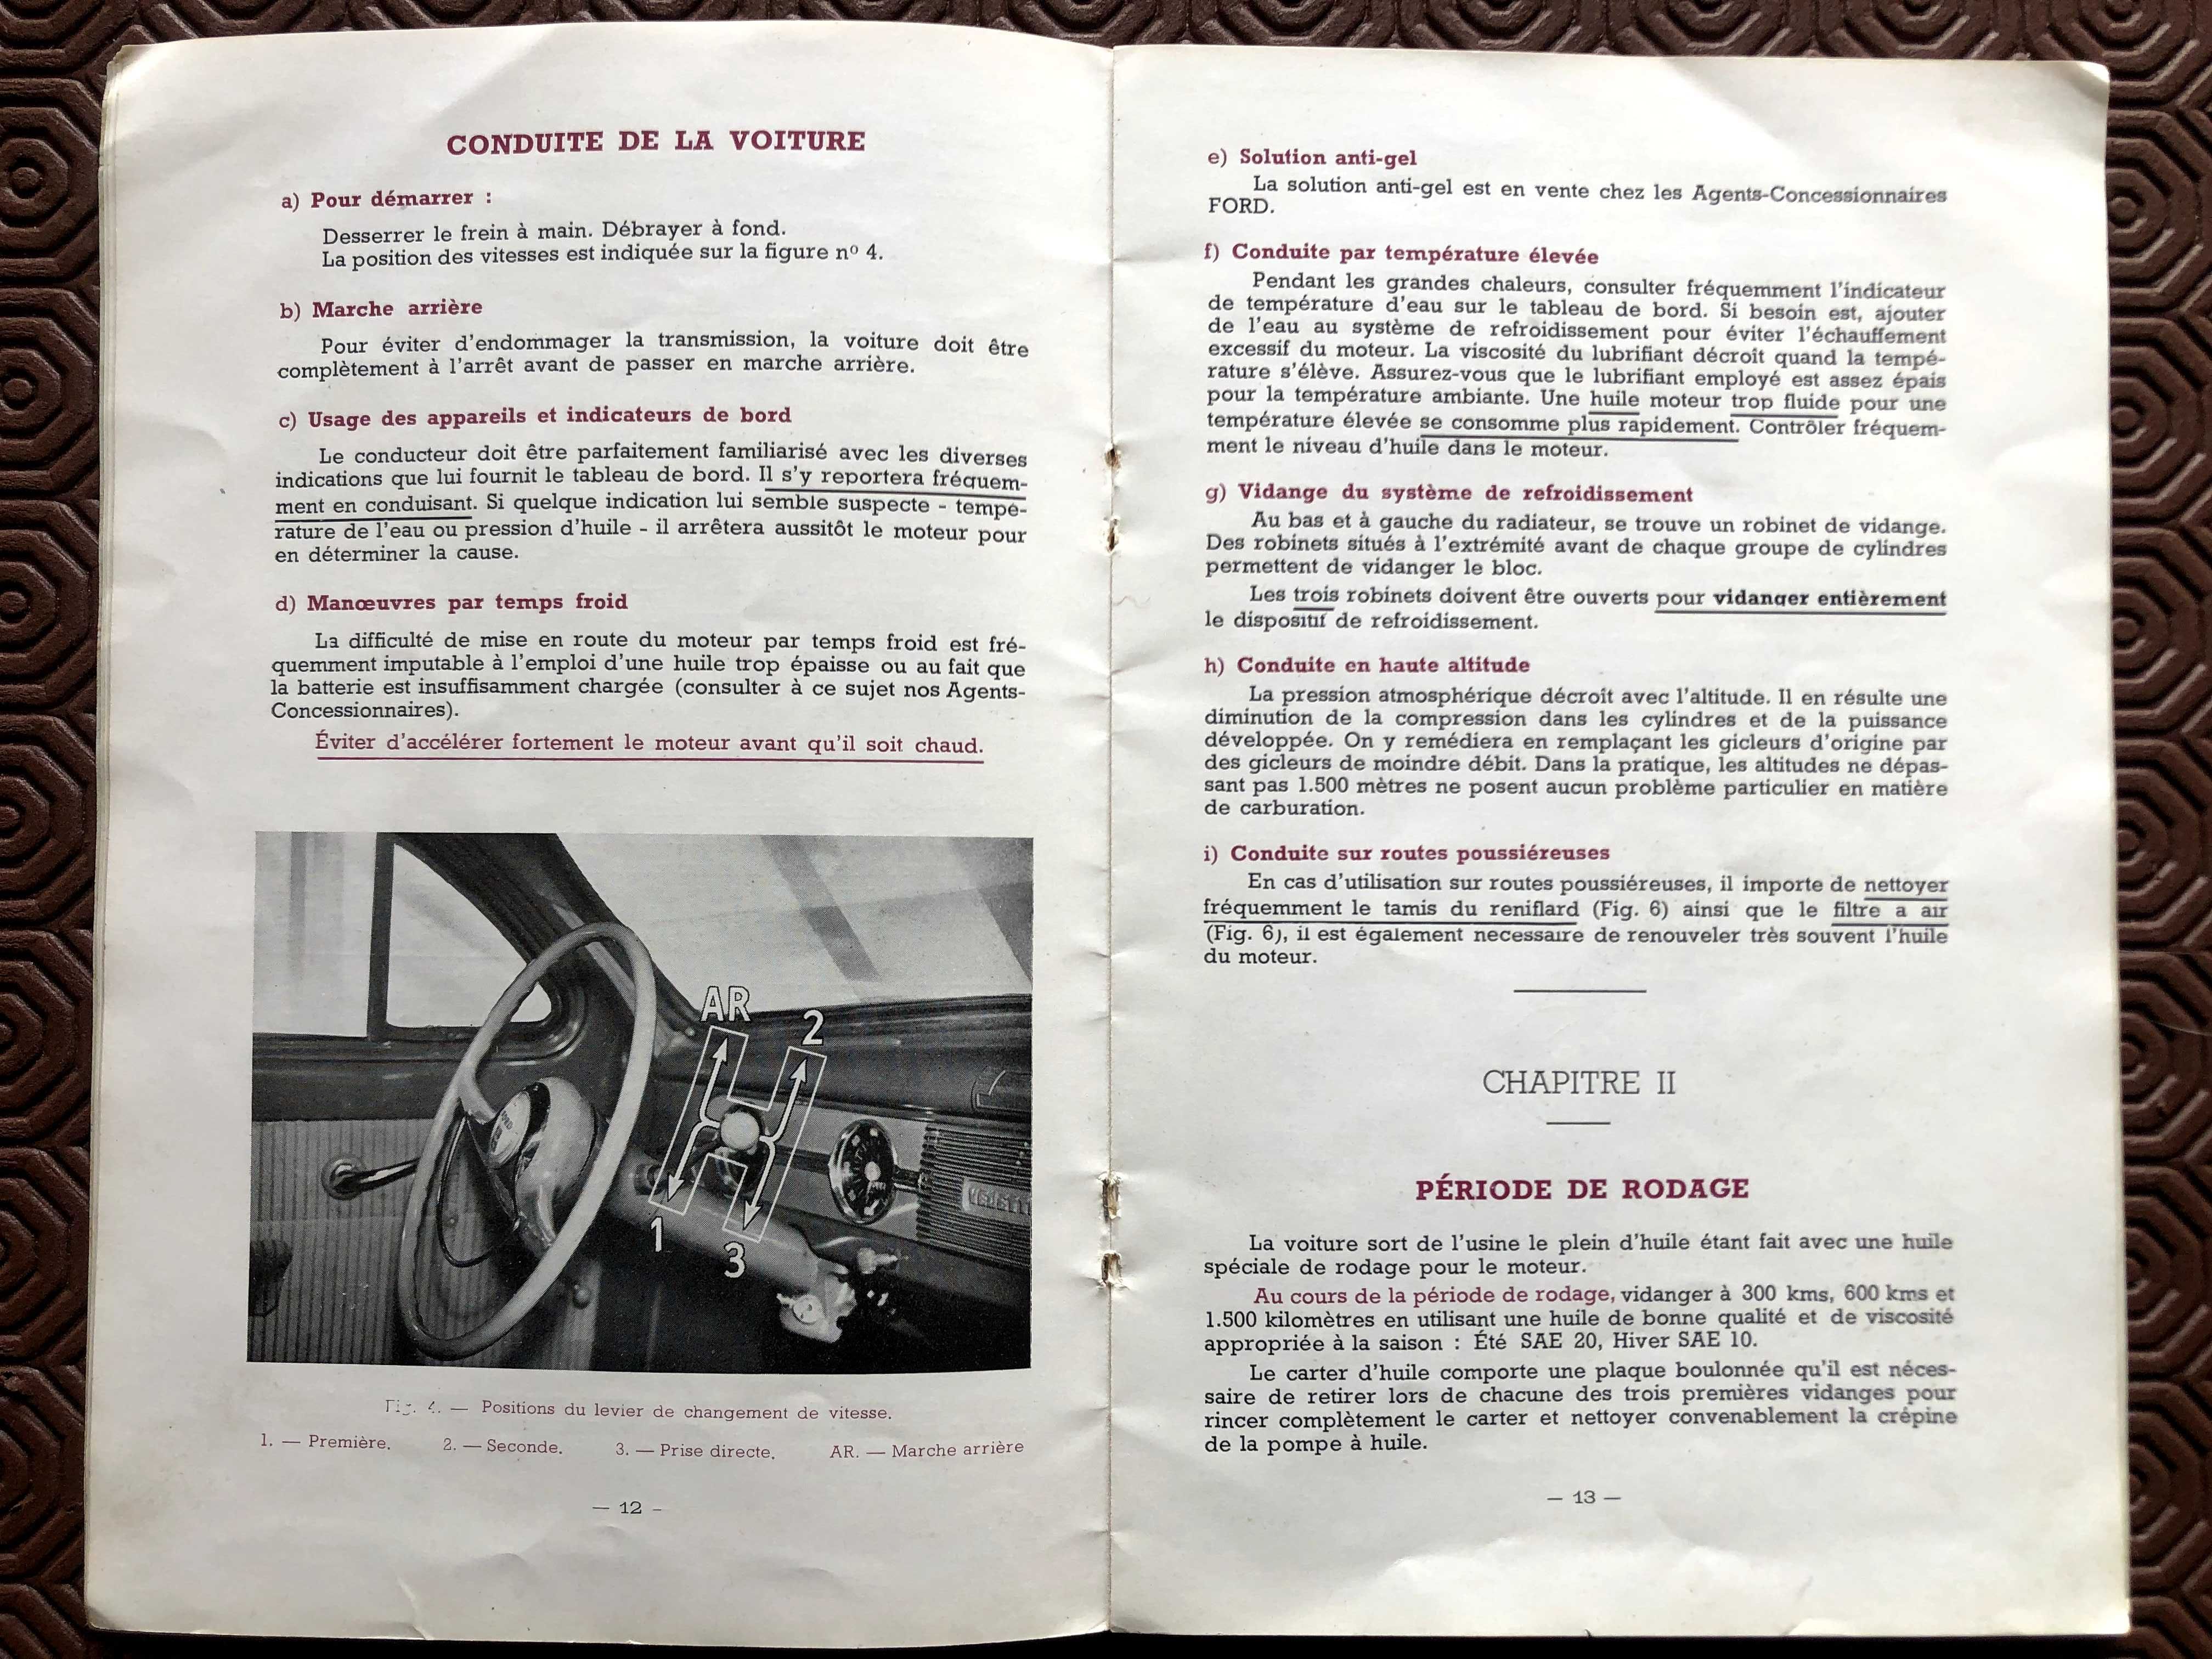 CONDUITE DE LA VOITURE
a) Pour démarrer :
Desserrer le frein à main. Débrayer à fond.
La position des vitesses est indiquée sur la figure nº 4.
b) Marche arrière
Pour éviter d'endommager la transmission, la voiture doit être
complètement à l'arrêt avant de passer en marche arrière.
c) Usage des appareils et indicateurs de bord
Le conducteur doit être parfaitement familiarisé avec les diverses
indications que lui fournit le tableau de bord. Il s'y reportera fréquem-
ment en conduisant. Si quelque indication lui semble suspecte - tempé-
rature de l'eau ou pression d'huile - il arrêtera aussitôt le moteur pour
en déterminer la cause.
d) Manœuvres par temps froid
La difficulté de mise en route du moteur par temps froid est fré-
quemment imputable à l'emploi d'une huile trop épaisse ou au fait que
la batterie est insuffisamment chargée (consulter à ce sujet nos Agents-
Concessionnaires).
Éviter d'accélérer fortement le moteur avant qu'il soit chaud.
AR
2
1
3
Fig. 4. — Positions du levier de changement de vitesse.
1. — Première. 2. — Seconde. 3. — Prise directe. AR. — Marche arrière
— 12 -
e) Solution anti-gel
La solution anti-gel est en vente chez les Agents-Concessionnaires
FORD.
f) Conduite par température élevée
Pendant les grandes chaleurs, consulter fréquemment l'indicateur
de température d'eau sur le tableau de bord. Si besoin est, ajouter
de l'eau au système de refroidissement pour éviter l'échauffement
excessif du moteur. La viscosité du lubrifiant décroît quand la tempé-
rature s'élève. Assurez-vous que le lubrifiant employé est assez épais
pour la température ambiante. Une huile moteur trop fluide pour une
température élevée se consomme plus rapidement. Contrôler fréquem-
ment le niveau d'huile dans le moteur.
g) Vidange du système de refroidissement
Au bas et à gauche du radiateur, se trouve un robinet de vidange.
Des robinets situés à l'extrémité avant de chaque groupe de cylindres
permettent de vidanger le bloc.
Les trois robinets doivent être ouverts pour vidanger entièrement
le dispositif de refroidissement.
h) Conduite en haute altitude
La pression atmosphérique décroît avec l'altitude. Il en résulte une
diminution de la compression dans les cylindres et de la puissance
développée. On y remédiera en remplaçant les gicleurs d'origine par
des gicleurs de moindre débit. Dans la pratique, les altitudes ne dépas-
sant pas 1.500 mètres ne posent aucun problème particulier en matière
de carburation.
i) Conduite sur routes poussiéreuses
En cas d'utilisation sur routes poussiéreuses, il importe de nettoyer
fréquemment le tamis du reniflard (Fig. 6) ainsi que le filtre a air
(Fig. 6), il est également necessaire de renouveler très souvent l'huile
du moteur.
CHAPITRE II
PÉRIODE DE RODAGE
La voiture sort de l'usine le plein d'huile étant fait avec une huile
spéciale de rodage pour le moteur.
Au cours de la période de rodage, vidanger à 300 kms, 600 kms et
1.500 kilomètres en utilisant une huile de bonne qualité et de viscosité
appropriée à la saison : Été SAE 20, Hiver SAE 10.
Le carter d'huile comporte une plaque boulonnée qu'il est néces-
saire de retirer lors de chacune des trois premières vidanges pour
rincer complètement le carter et nettoyer convenablement la crépine
de la pompe à huile.
— 13 —